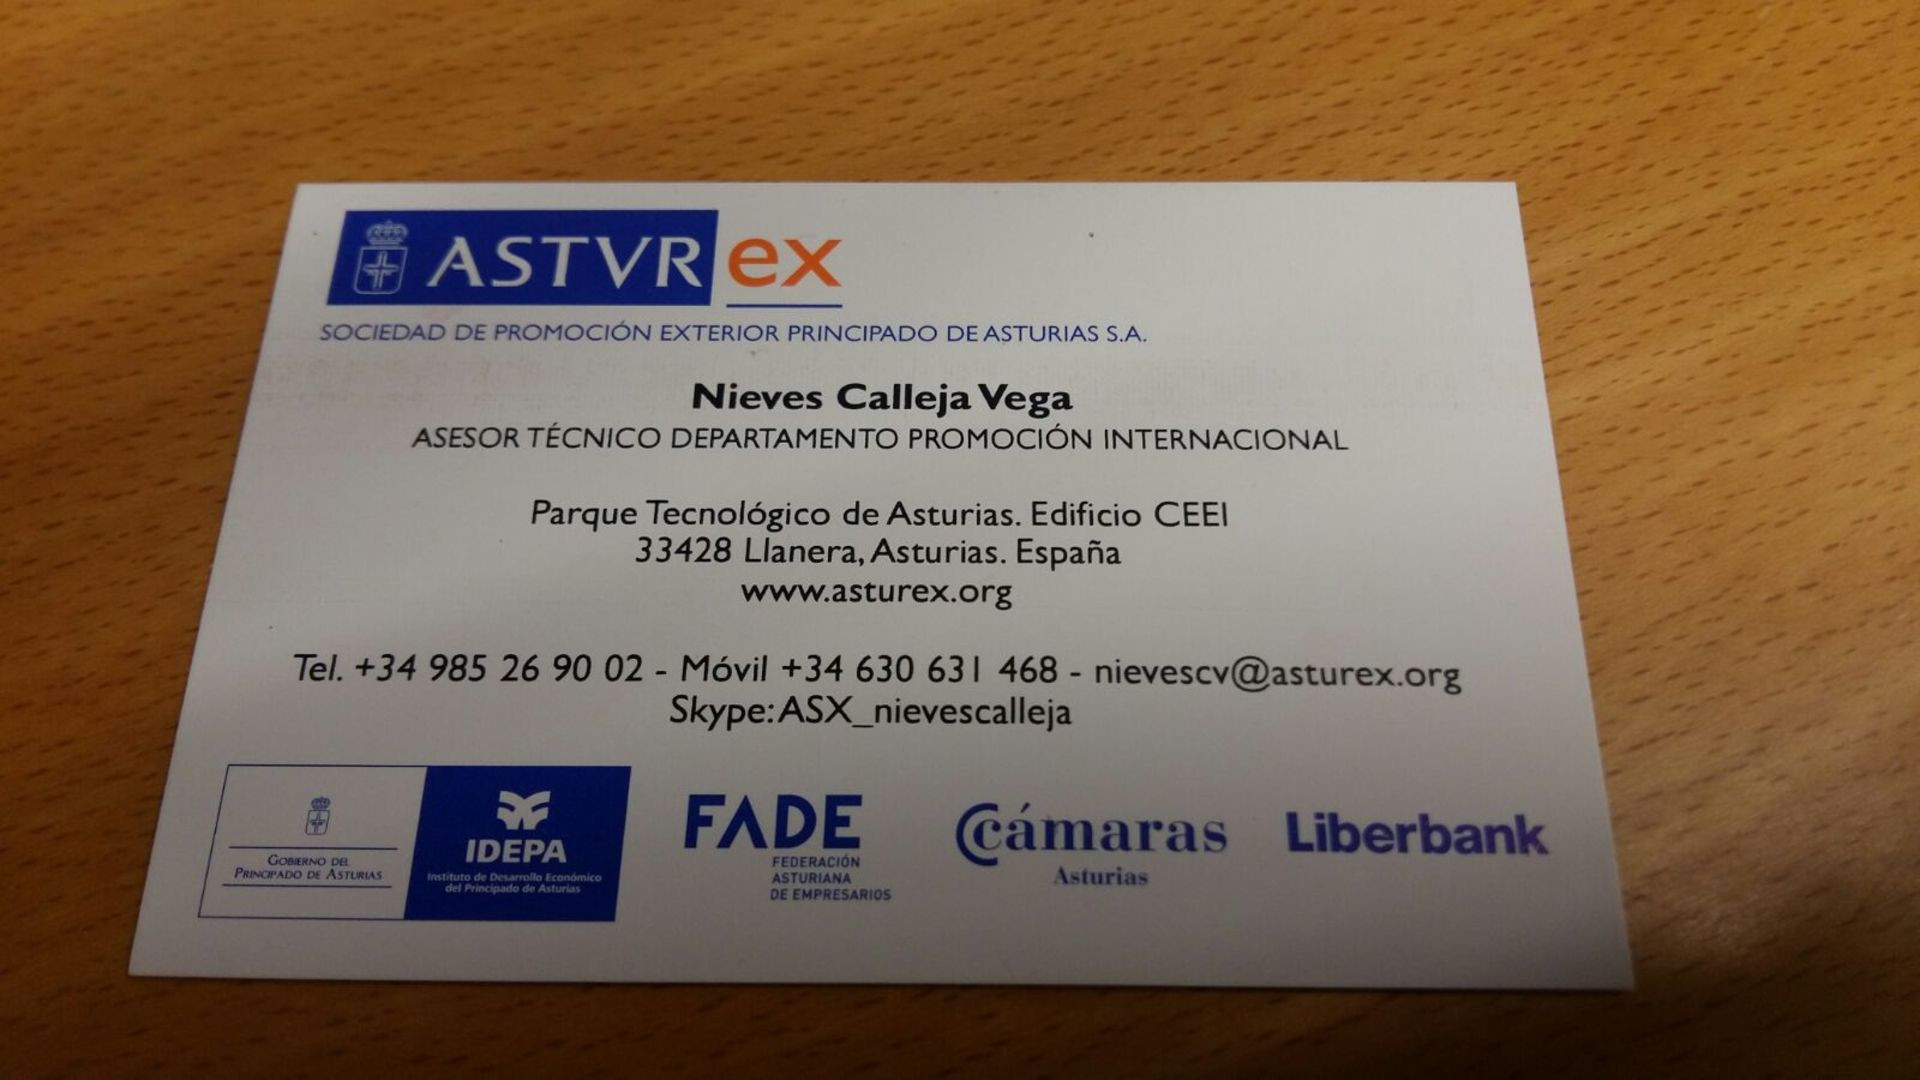 ASTVR ex
SOCIEDAD DE PROMOCIÓN EXTERIOR PRINCIPADO DE ASTURIAS S.A.
Nieves Calleja Vega
ASESOR TÉCNICO DEPARTAMENTO PROMOCIÓN INTERNACIONAL
Parque Tecnológico de Asturias. Edificio CEEI
33428 Llanera, Asturias. España
www.asturex.org
Tel. +34 985 26 90 02 - Móvil +34 630 631 468 - nievescv@asturex.org
Skype: ASX_nievescalleja
GOBIERNO DEL
PRINCIPADO DE ASTURIAS
IDEPA
Instituto de Desarrollo Económico
del Principado de Asturias
FADE
FEDERACIÓN
ASTURIANA
DE EMPRESARIOS
Cámaras
Asturias
Liberbank